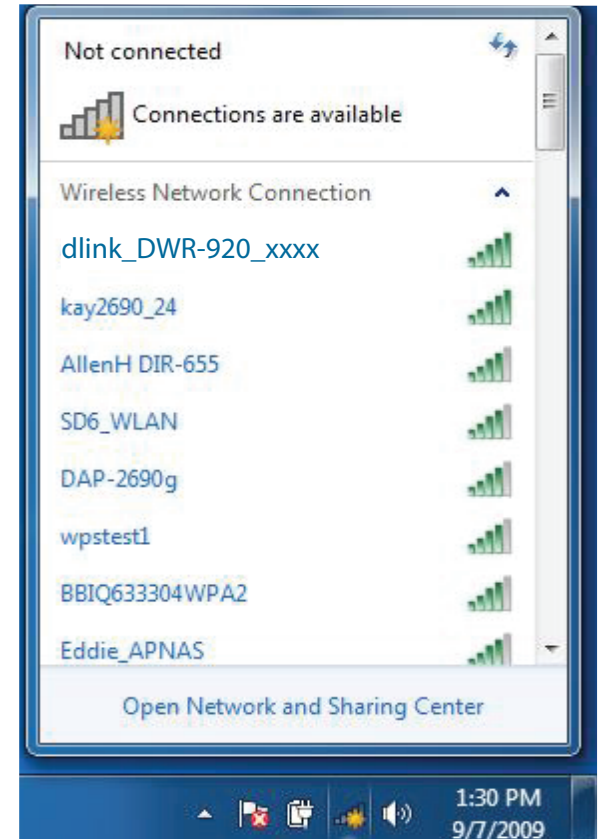 Not connected
Connections are available
Wireless Network Connection
dlink_DWR-920_xxxx
kay2690_24
AllenH DIR-655
SD6_WLAN
DAP-2690g
wpstest1
BBIQ633304WPA2
Eddie_APNAS
Open Network and Sharing Center
1:30 PM
9/7/2009